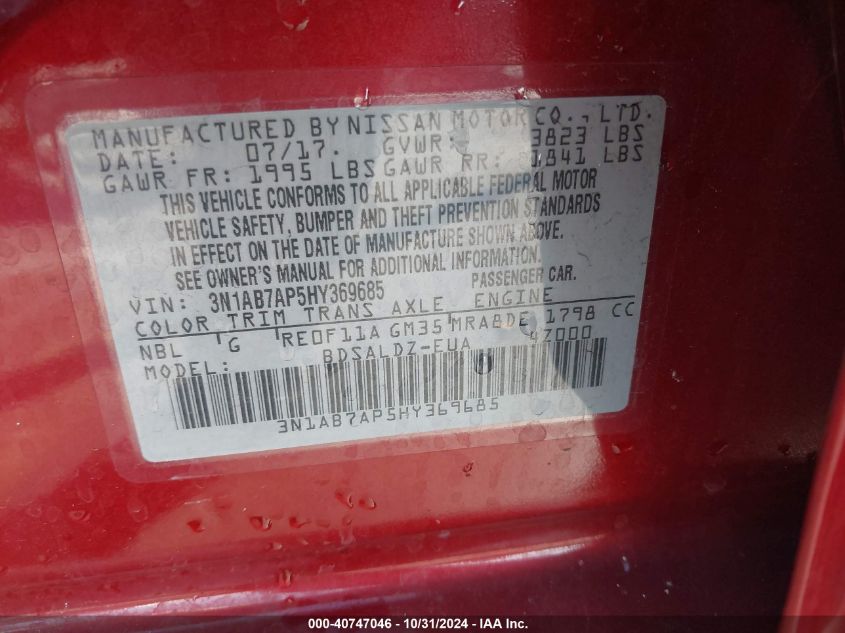 MANUFACTURED BY NISSAN MOTOR CO., LTD.
DATE: 07/17. GVWR: 3823 LBS
GAWR FR: 1995 LBS GAWR RR: 1841 LBS
THIS VEHICLE CONFORMS TO ALL APPLICABLE FEDERAL MOTOR
VEHICLE SAFETY, BUMPER AND THEFT PREVENTION STANDARDS
IN EFFECT ON THE DATE OF MANUFACTURE SHOWN ABOVE.
SEE OWNER'S MANUAL FOR ADDITIONAL INFORMATION.
VIN: 3N1AB7AP5HY369685 PASSENGER CAR.
COLOR TRIM TRANS AXLE ENGINE
NBL G RE0F11A GM35 MRA8DE 1798 CC
MODEL: BDSALDZ-EUA 4Z000
3N1AB7AP5HY369685
000-40747046 - 10/31/2024 - IAA Inc.